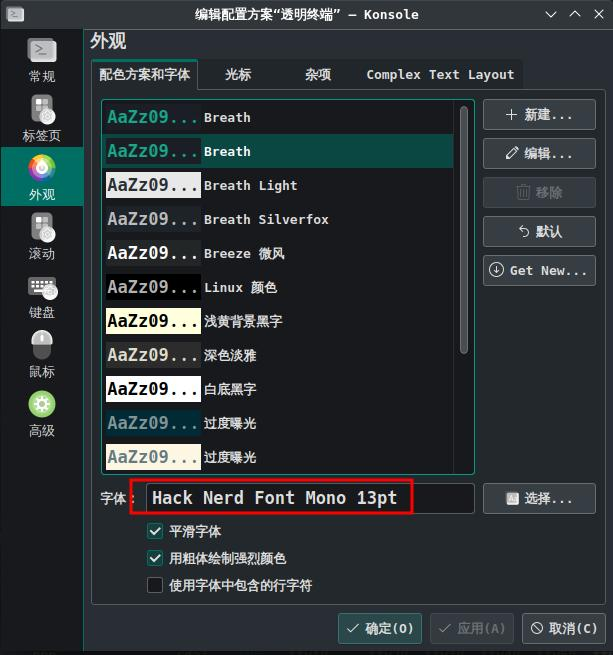 编辑配置方案“透明终端” — Konsole
外观
常规
标签页
外观
滚动
键盘
鼠标
高级
配色方案和字体 光标 杂项 Complex Text Layout
AaZz09... Breath
AaZz09... Breath
AaZz09... Breath Light
AaZz09... Breath Silverfox
AaZz09... Breeze 微风
AaZz09... Linux 颜色
AaZz09... 浅黄背景黑字
AaZz09... 深色淡雅
AaZz09... 白底黑字
AaZz09... 过度曝光
AaZz09... 过度曝光
新建...
编辑...
移除
默认
Get New...
字体： Hack Nerd Font Mono 13pt 选择...
平滑字体
用粗体绘制强烈颜色
使用字体中包含的行字符
确定(O) 应用(A) 取消(C)